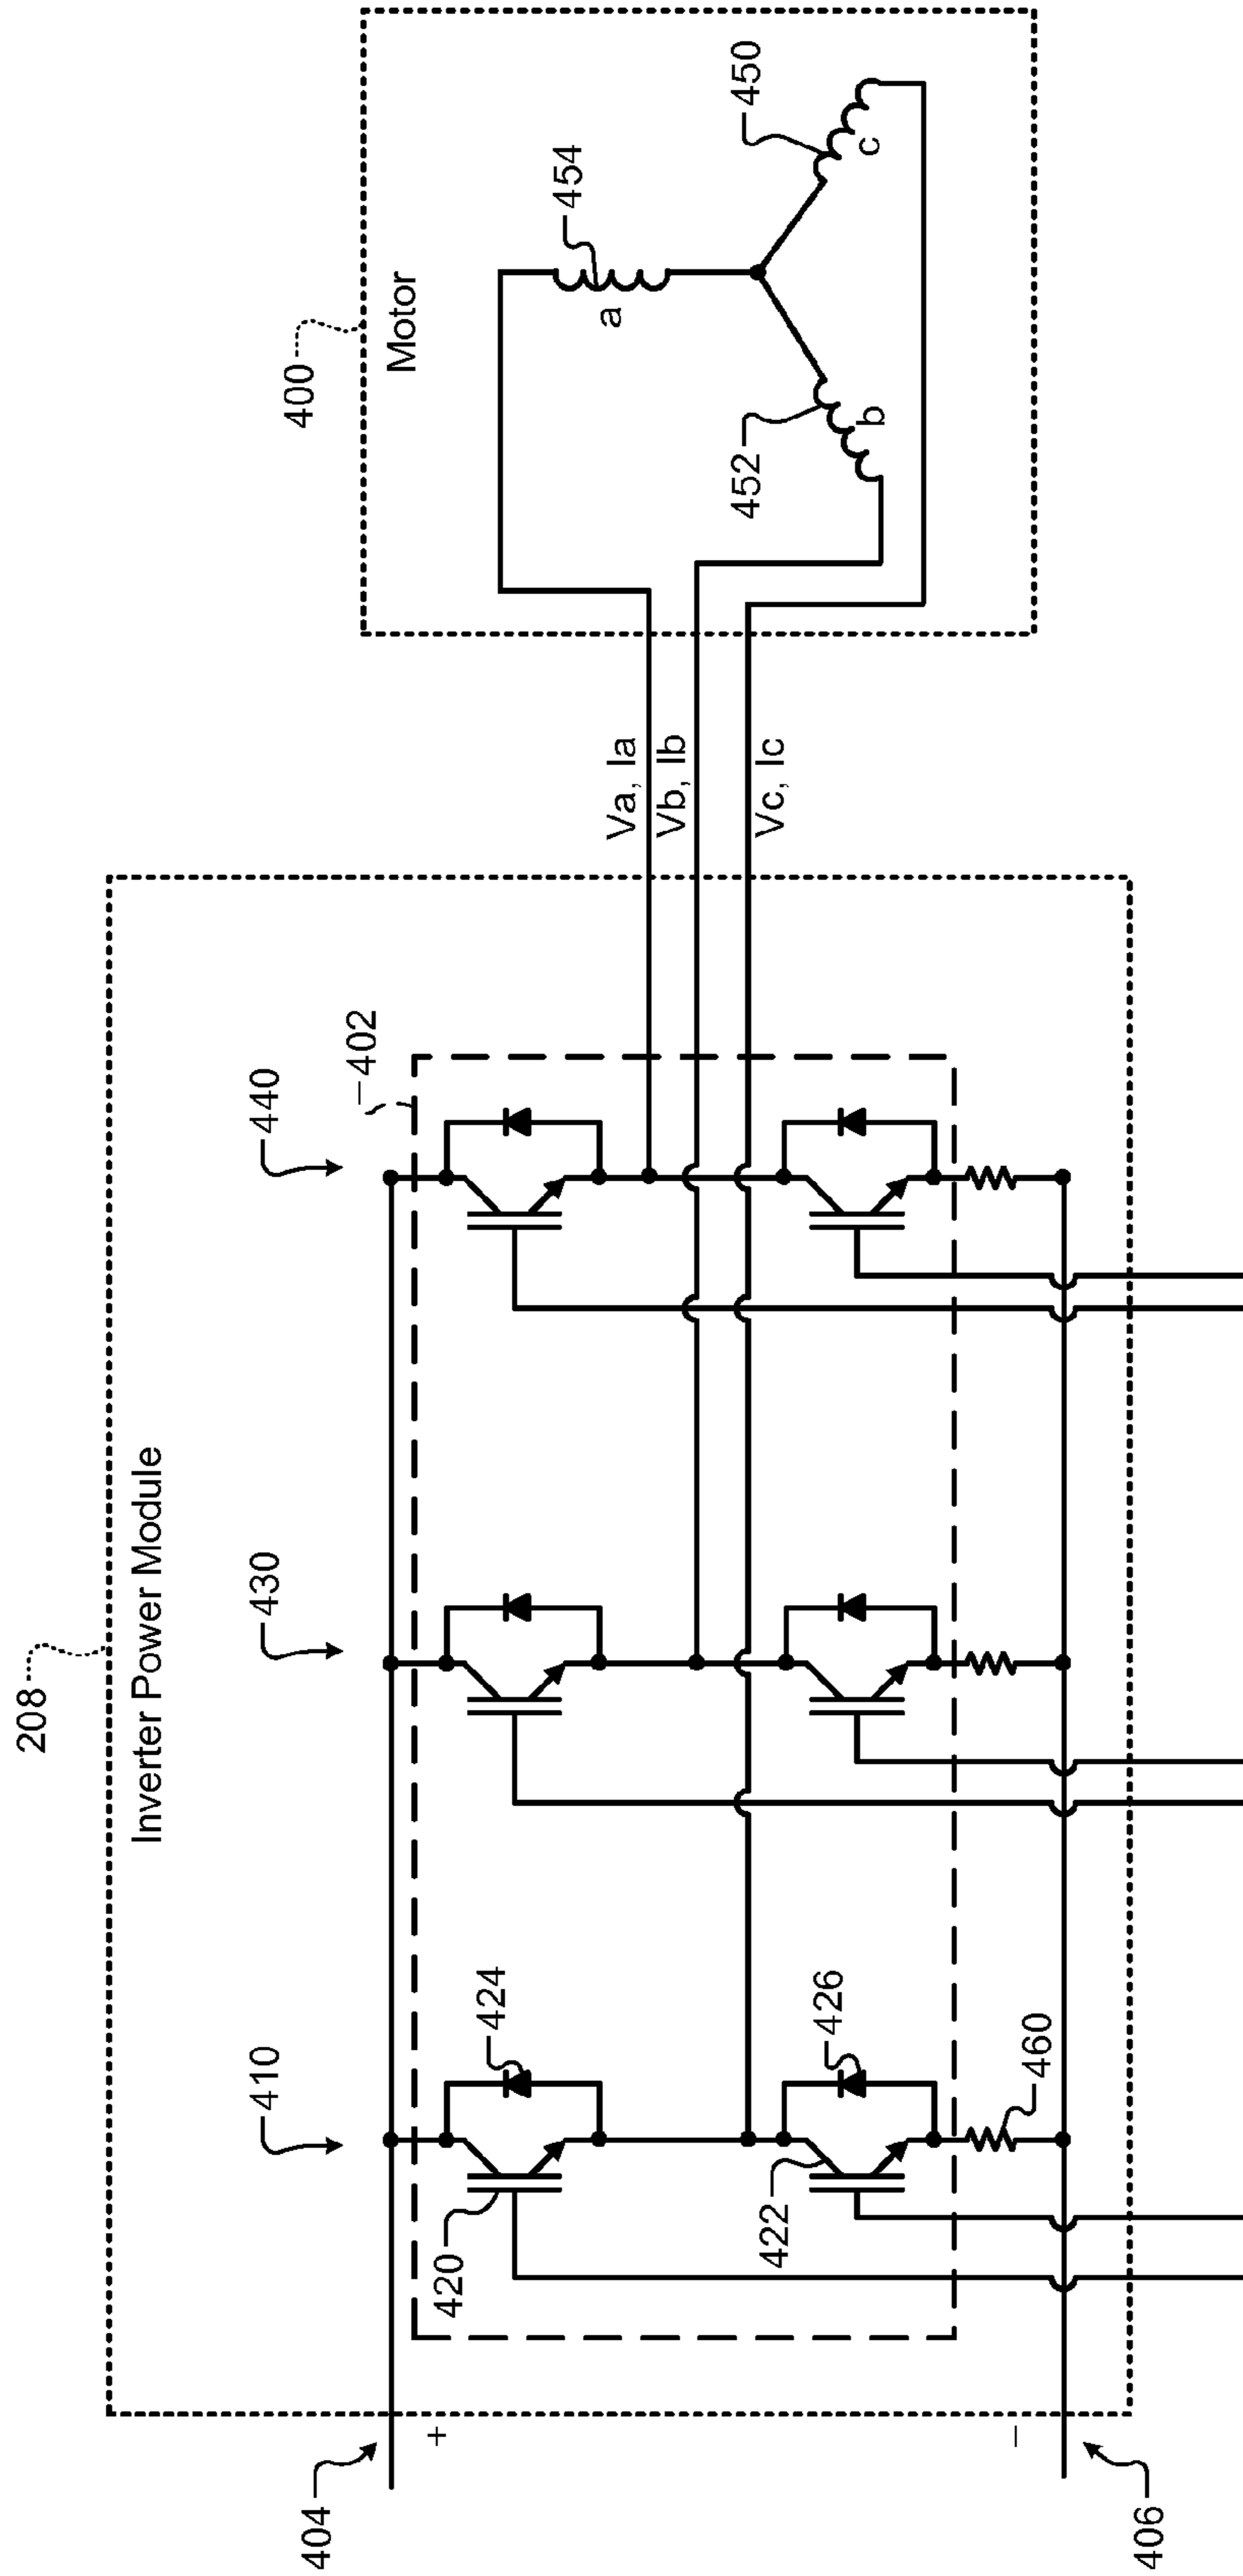 208
Inverter Power Module
400
Motor
410
430
440
402
404
+
420
424
454
a
Va, Ia
Vb, Ib
Vc, Ic
452
b
450
c
422
426
460
–
406